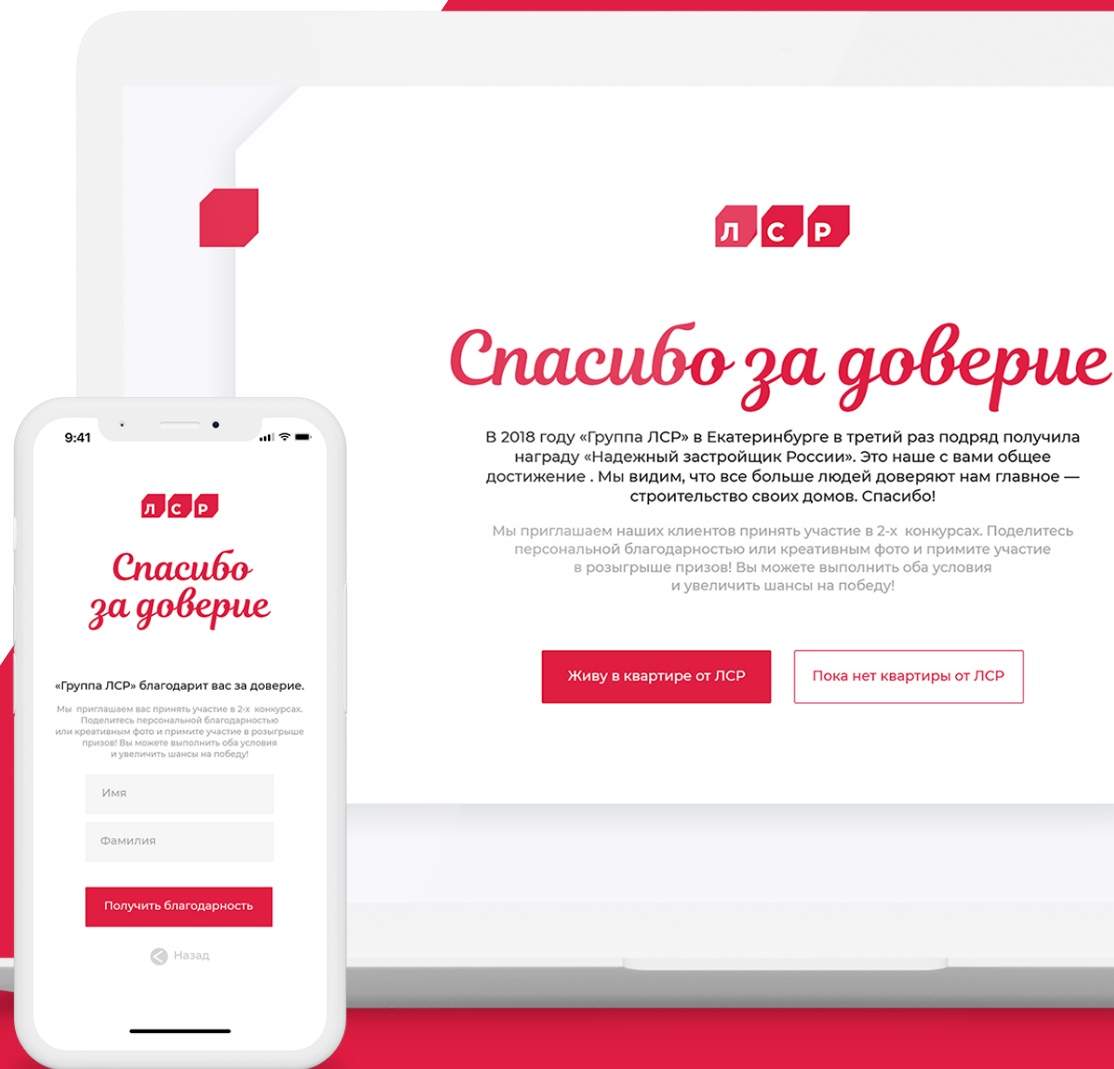 ЛСР
Спасибо за доверие
В 2018 году «Группа ЛСР» в Екатеринбурге в третий раз подряд получила
награду «Надежный застройщик России». Это наше с вами общее
достижение . Мы видим, что все больше людей доверяют нам главное —
строительство своих домов. Спасибо!
Мы приглашаем наших клиентов принять участие в 2-х конкурсах. Поделитесь
персональной благодарностью или креативным фото и примите участие
в розыгрыше призов! Вы можете выполнить оба условия
и увеличить шансы на победу!
Живу в квартире от ЛСР
Пока нет квартиры от ЛСР
9:41
ЛСР
Спасибо
за доверие
«Группа ЛСР» благодарит вас за доверие.
Мы приглашаем вас принять участие в 2-х конкурсах.
Поделитесь персональной благодарностью
или креативным фото и примите участие в розыгрыше
призов! Вы можете выполнить оба условия
и увеличить шансы на победу!
Имя
Фамилия
Получить благодарность
Назад